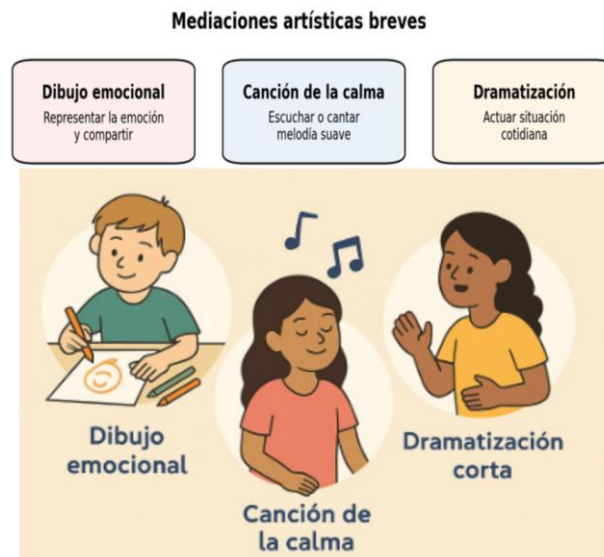 Mediaciones artísticas breves
Dibujo emocional
Representar la emoción
y compartir
Canción de la calma
Escuchar o cantar
melodía suave
Dramatización
Actuar situación
cotidiana
Dibujo
emocional
Canción de
la calma
Dramatización
corta